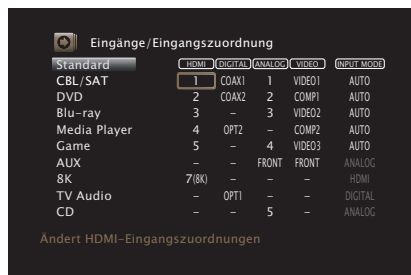 Eingänge/Eingangszuordnung
Standard HDMI DIGITAL ANALOG VIDEO INPUT MODE
CBL/SAT 1 COAX1 1 VIDEO1 AUTO
DVD 2 COAX2 2 COMP1 AUTO
Blu-ray 3 – 3 VIDEO2 AUTO
Media Player 4 OPT2 – COMP2 AUTO
Game 5 – 4 VIDEO3 AUTO
AUX – – FRONT FRONT ANALOG
8K 7(8K) – – – HDMI
TV Audio – OPT1 – – DIGITAL
CD – – 5 – ANALOG
Ändert HDMI-Eingangszuordnungen